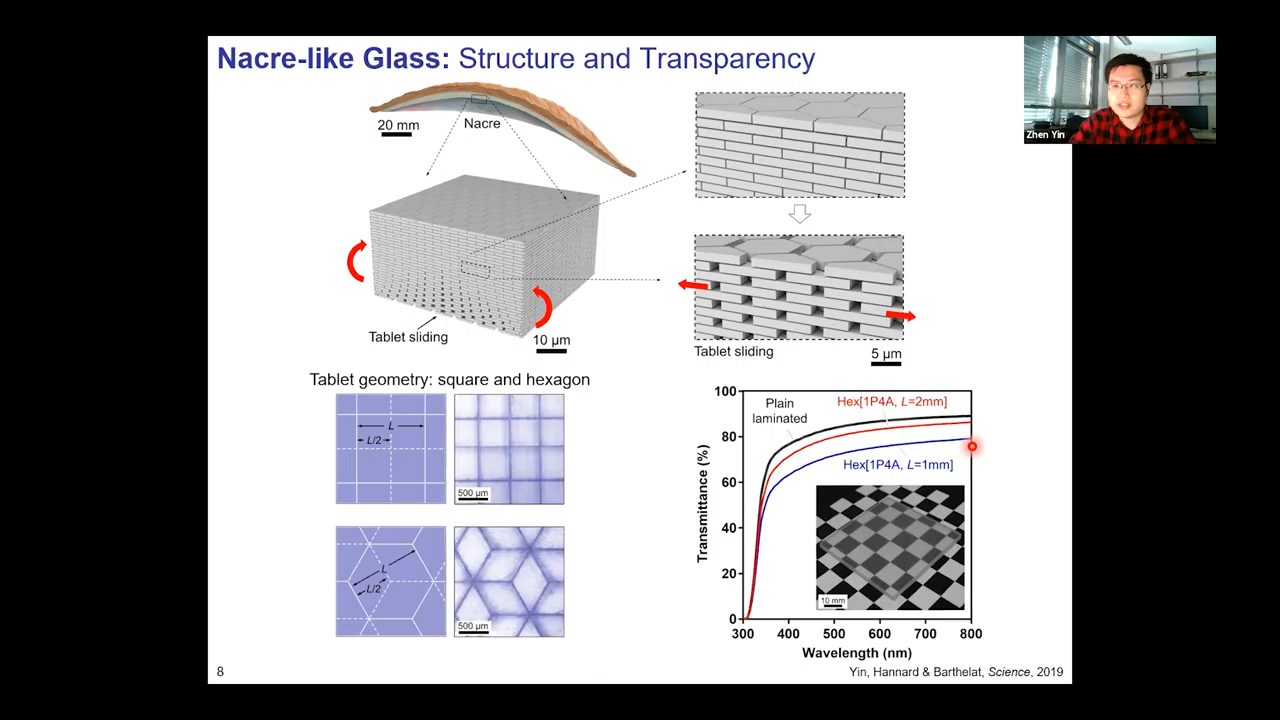 Nacre-like Glass: Structure and Transparency
Zhen Yin
20 mm
Nacre
Tablet sliding
10 µm
Tablet sliding
5 µm
Tablet geometry: square and hexagon
L
L/2
500 µm
L
L/2
500 µm
100
80
60
40
20
0
Transmittance (%)
Plain
laminated
Hex[1P4A, L=2mm]
Hex[1P4A, L=1mm]
10 mm
300 400 500 600 700 800
Wavelength (nm)
8
Yin, Hannard & Barthelat, Science, 2019